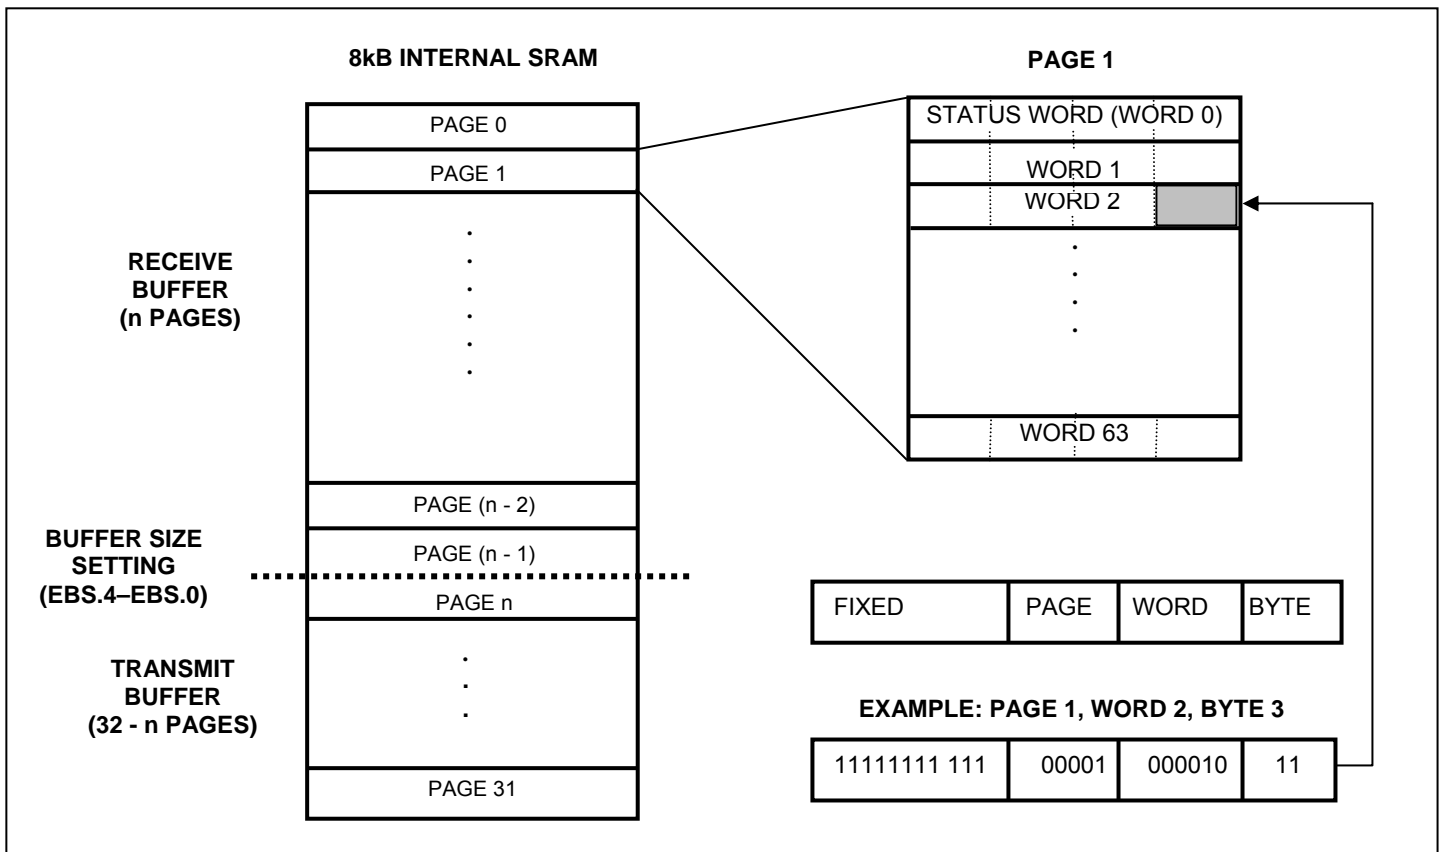 8kB INTERNAL SRAM
PAGE 0
PAGE 1
RECEIVE
BUFFER
(n PAGES)
PAGE (n - 2)
BUFFER SIZE
SETTING
(EBS.4–EBS.0)
PAGE (n - 1)
PAGE n
TRANSMIT
BUFFER
(32 - n PAGES)
PAGE 31
PAGE 1
STATUS WORD (WORD 0)
WORD 1
WORD 2
WORD 63
FIXED PAGE WORD BYTE
EXAMPLE: PAGE 1, WORD 2, BYTE 3
11111111 111 00001 000010 11